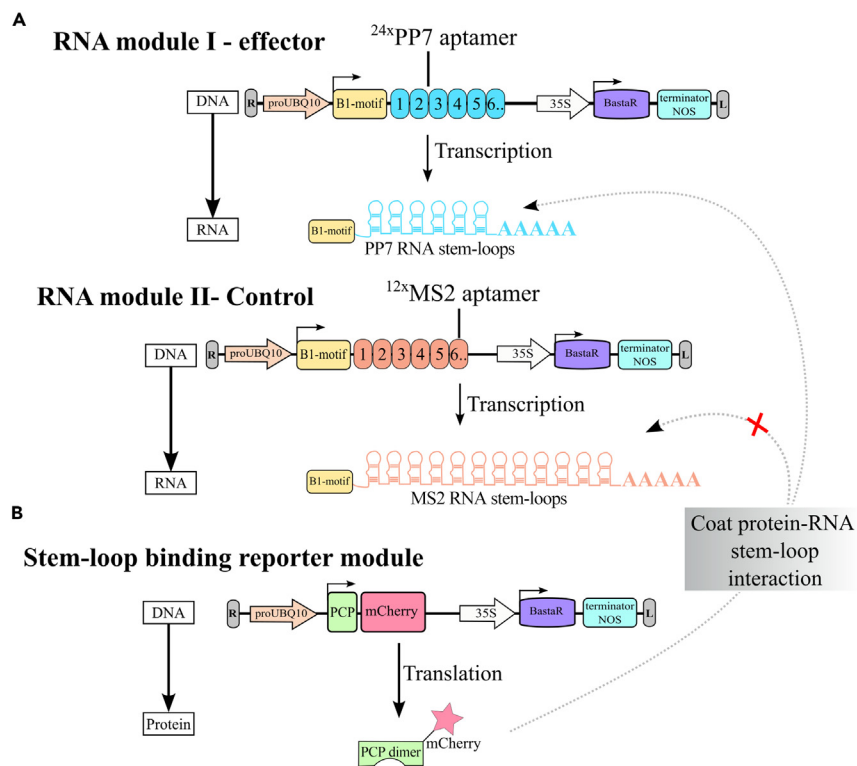 A
RNA module I - effector
24xPP7 aptamer
DNA
R
proUBQ10
B1-motif
1 2 3 4 5 6..
35S
BastaR
terminator
NOS
L
Transcription
RNA
B1-motif
AAAAA
PP7 RNA stem-loops
RNA module II- Control
12xMS2 aptamer
DNA
R
proUBQ10
B1-motif
1 2 3 4 5 6..
35S
BastaR
terminator
NOS
L
Transcription
RNA
B1-motif
AAAAA
MS2 RNA stem-loops
Coat protein-RNA
stem-loop
interaction
B
Stem-loop binding reporter module
DNA
R
proUBQ10
PCP
mCherry
35S
BastaR
terminator
NOS
L
Translation
Protein
mCherry
PCP dimer